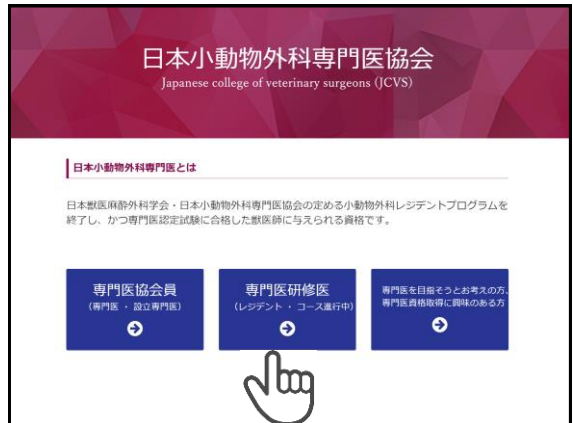 日本小動物外科専門医協会
Japanese college of veterinary surgeons (JCVS)
日本小動物外科専門医とは
日本獣医麻酔外科学会・日本小動物外科専門医協会の定める小動物外科レジデントプログラムを
終了し、かつ専門医認定試験に合格した獣医師に与えられる資格です。
専門医協会員
(専門医 ・ 設立専門医)
専門医研修医
(レジデント ・ コース進行中)
専門医を目指そうとお考えの方、
専門医資格取得に興味のある方